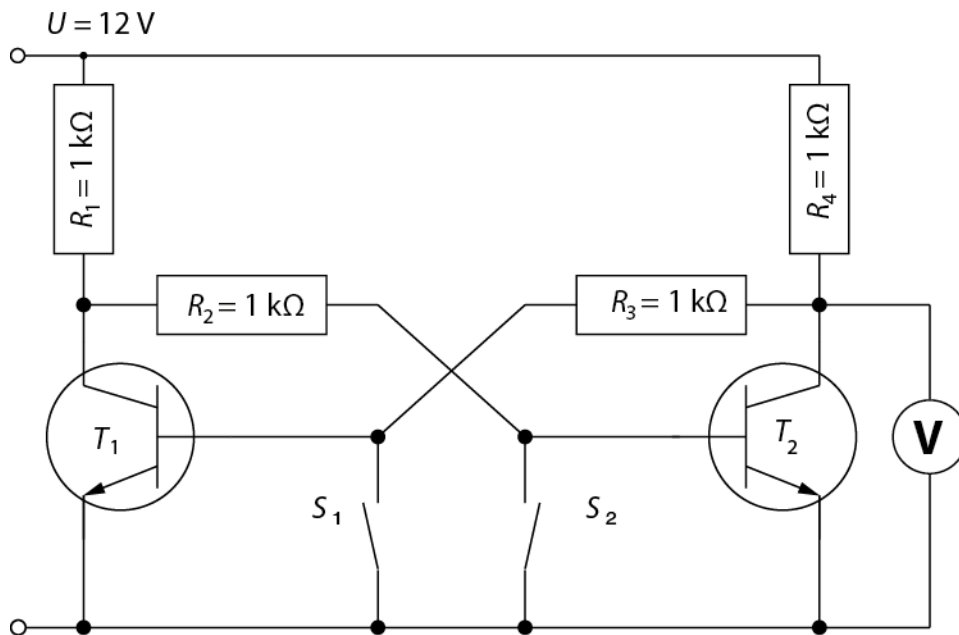 U = 12 V
R₁ = 1 kΩ
R₄ = 1 kΩ
R₂ = 1 kΩ
R₃ = 1 kΩ
T₁
T₂
V
S₁
S₂